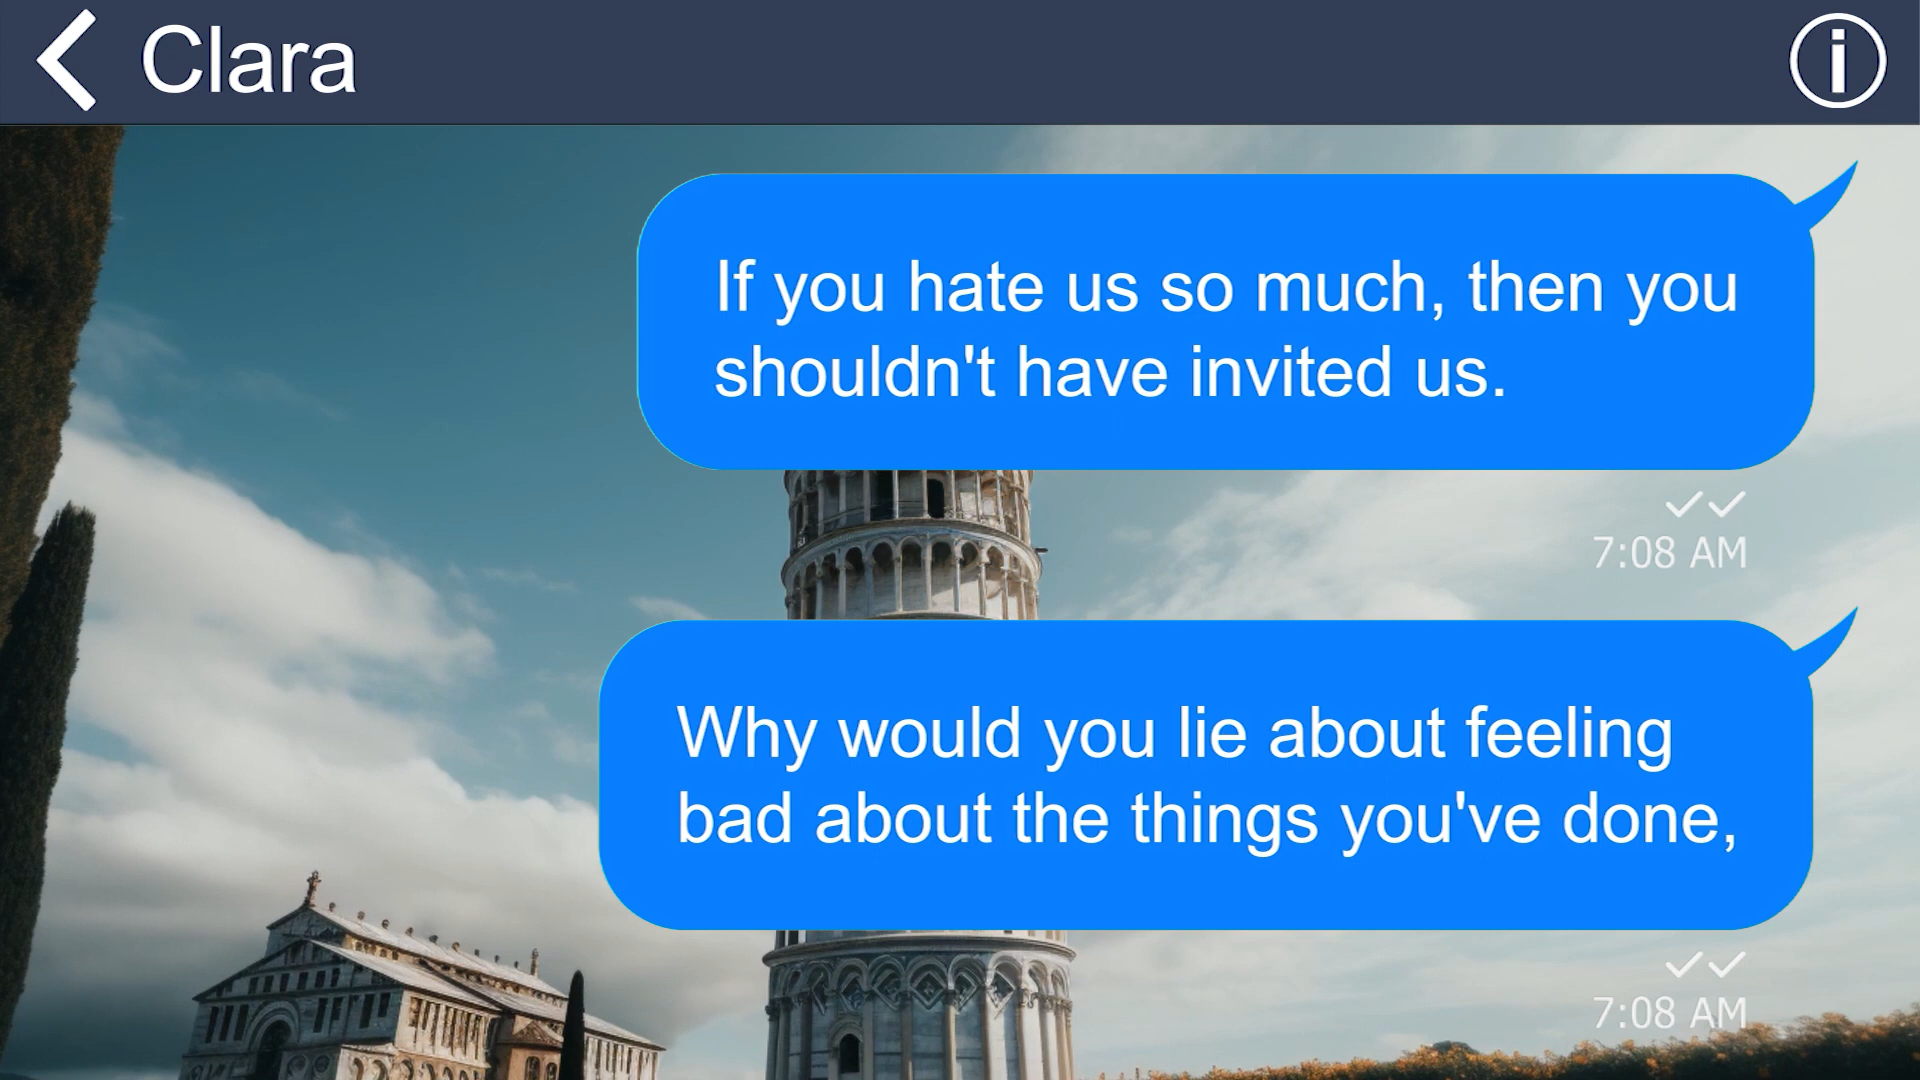 Clara
If you hate us so much, then you
shouldn't have invited us.
7:08 AM
Why would you lie about feeling
bad about the things you've done,
7:08 AM